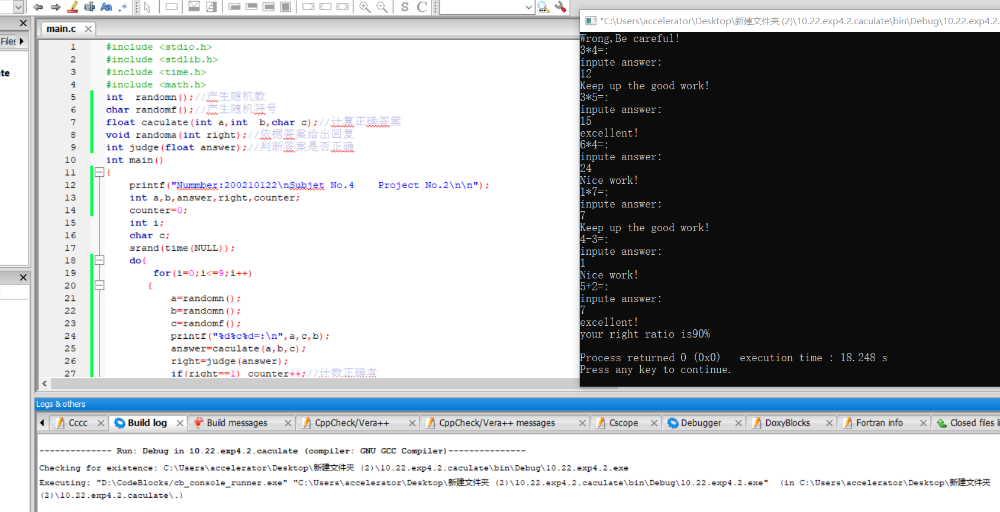 main.c
Files
te
1 #include <stdio.h>
2 #include <stdlib.h>
3 #include <time.h>
4 #include <math.h>
5 int  randomn();//产生随机数
6 char randomf();//产生随机符号
7 float caculate(int a,int  b,char c);//计算正确答案
8 void randoma(int right);//依据答案给出回复
9 int judge(float answer);//判断答案是否正确
10 int main()
11 {
12 printf("Nummber:200210122\nSubjet No.4    Project No.2\n\n");
13 int a,b,answer,right,counter;
14 counter=0;
15 int i;
16 char c;
17 srand(time(NULL));
18 do{
19 for(i=0;i<=9;i++)
20 {
21 a=randomn();
22 b=randomn();
23 c=randomf();
24 printf("%d%c%d=:\n",a,c,b);
25 answer=caculate(a,b,c);
26 right=judge(answer);
27 if(right==1) counter++;//计数正确者
"C:\Users\accelerator\Desktop\新建文件夹 (2)\10.22.exp4.2.caculate\bin\Debug\10.22.exp4.2.
Wrong,Be careful!
3*4=:
inpute answer:
12
Keep up the good work!
3*5=:
inpute answer:
15
excellent!
6*4=:
inpute answer:
24
Nice work!
1*7=:
inpute answer:
7
Keep up the good work!
4-3=:
inpute answer:
1
Nice work!
5+2=:
inpute answer:
7
excellent!
your right ratio is90%
Process returned 0 (0x0)   execution time : 18.248 s
Press any key to continue.
Logs & others
Cccc Build log Build messages CppCheck/Vera++ CppCheck/Vera++ messages Cscope Debugger DoxyBlocks Fortran info Closed files li
-------------- Run: Debug in 10.22.exp4.2.caculate (compiler: GNU GCC Compiler)---------------
Checking for existence: C:\Users\accelerator\Desktop\新建文件夹 (2)\10.22.exp4.2.caculate\bin\Debug\10.22.exp4.2.exe
Executing: "D:\CodeBlocks/cb_console_runner.exe" "C:\Users\accelerator\Desktop\新建文件夹 (2)\10.22.exp4.2.caculate\bin\Debug\10.22.exp4.2.exe"  (in C:\Users\accelerator\Desktop\新建文件夹
(2)\10.22.exp4.2.caculate\.)